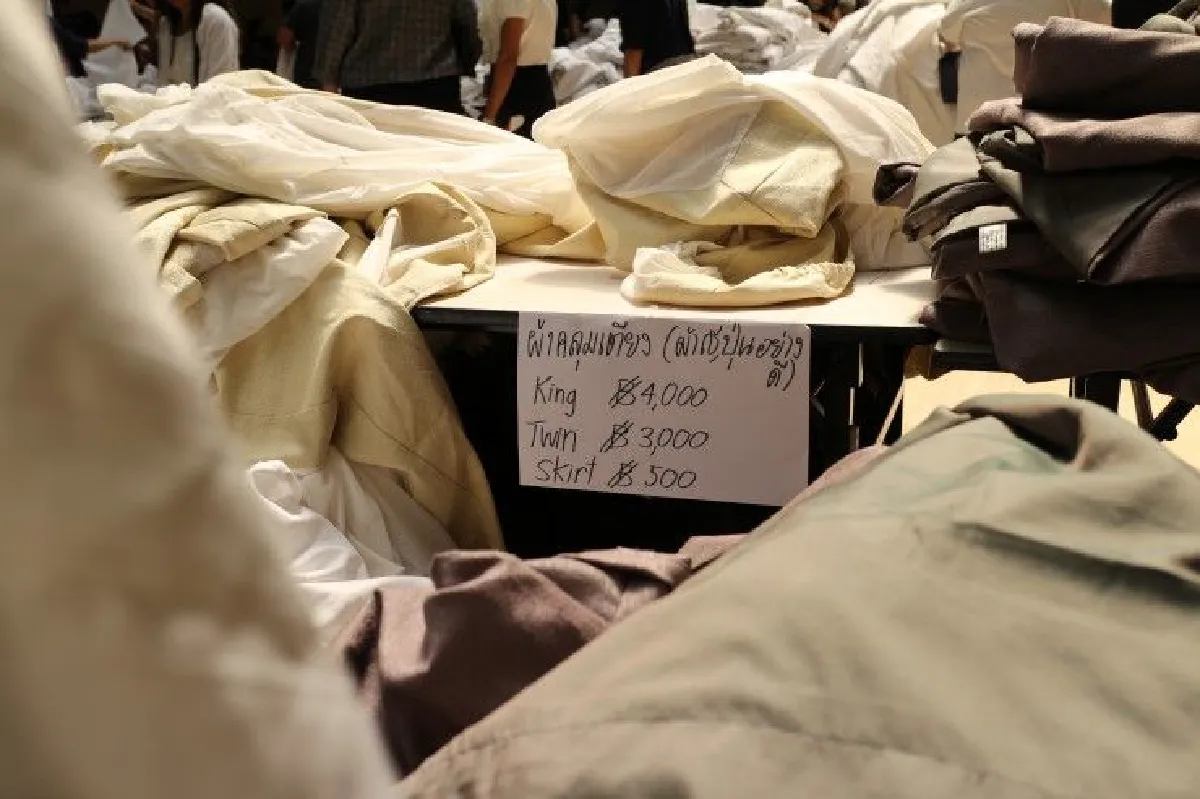 ผ้าคลุมเตียง (ผ้าญี่ปุ่นอย่าง
ดี)
King ฿4,000
Twin ฿3,000
Skirt ฿500